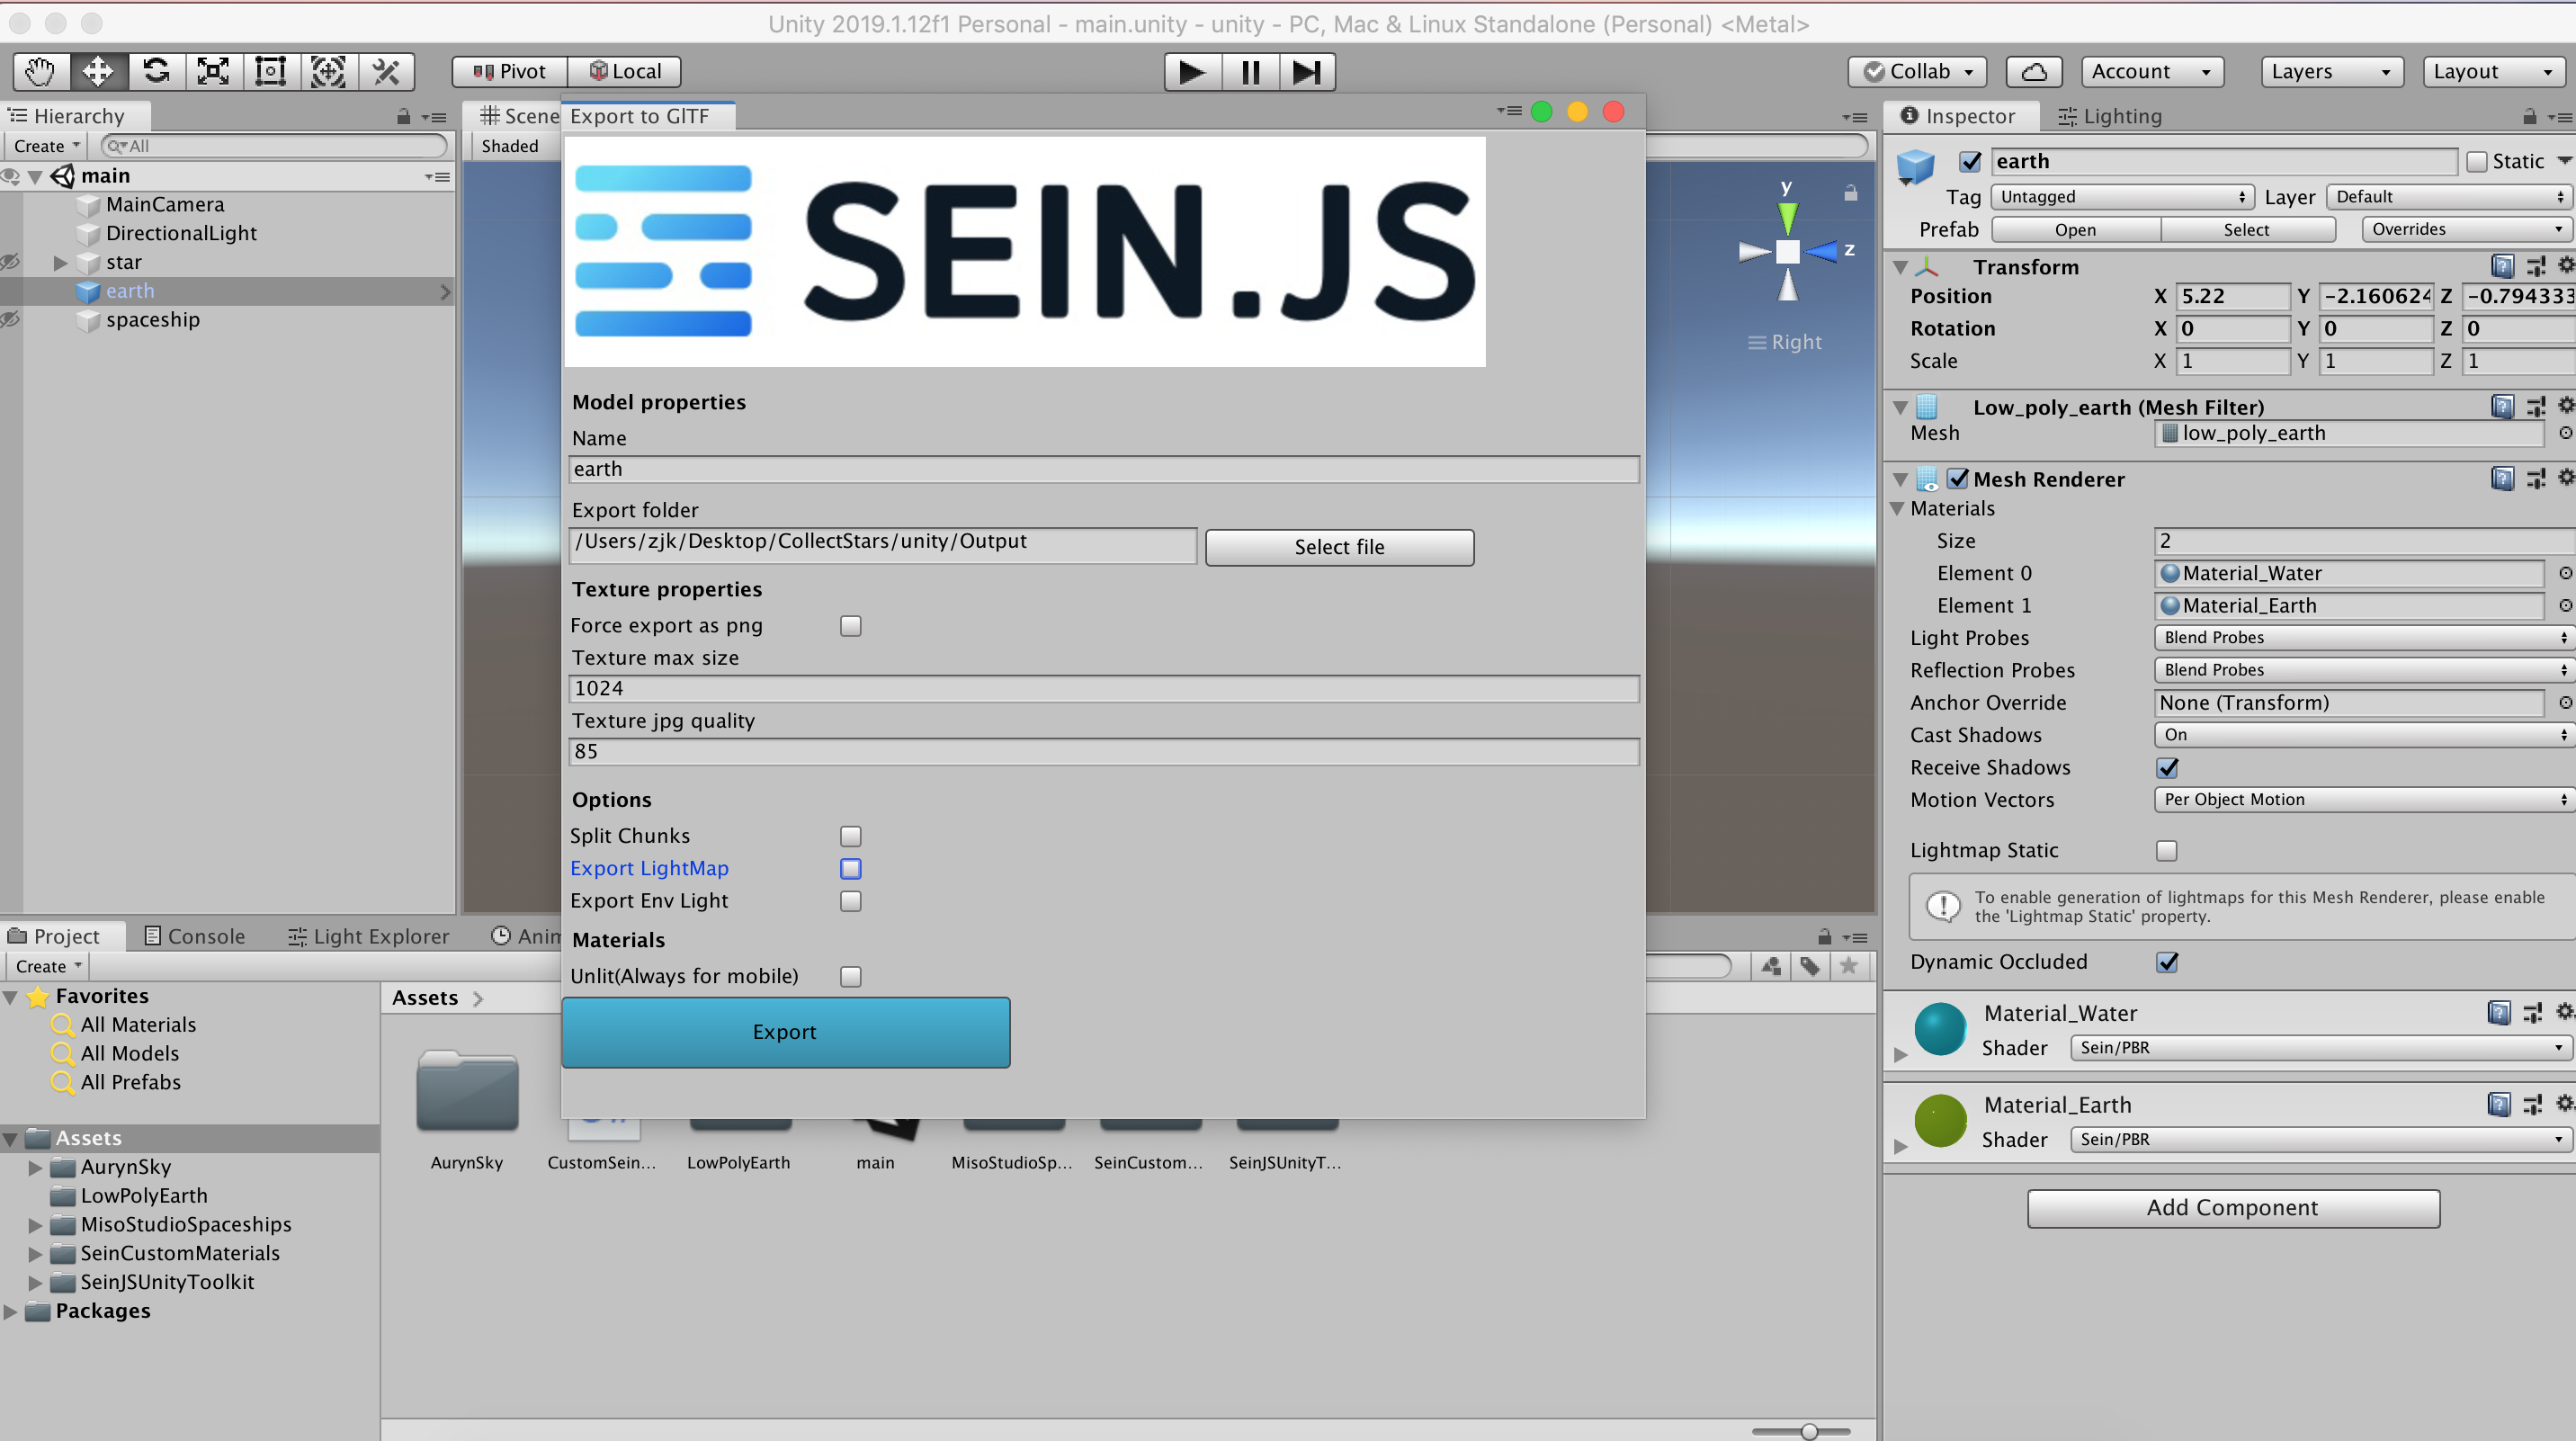 Unity 2019.1.12f1 Personal - main.unity - unity - PC, Mac & Linux Standalone (Personal) <Metal>
Pivot
Local
Collab
Account
Layers
Layout
Hierarchy
Create
All
main
MainCamera
DirectionalLight
star
earth
spaceship
Scene
Shaded
Export to GlTF
SEIN.JS
Model properties
Name
earth
Export folder
/Users/zjk/Desktop/CollectStars/unity/Output
Select file
Texture properties
Force export as png
Texture max size
1024
Texture jpg quality
85
Options
Split Chunks
Export LightMap
Export Env Light
Materials
Unlit(Always for mobile)
Export
y
z
Right
Inspector
Lighting
earth
Static
Tag Untagged Layer Default
Prefab Open Select Overrides
Transform
Position X 5.22 Y -2.160624 Z -0.794333
Rotation X 0 Y 0 Z 0
Scale X 1 Y 1 Z 1
Low_poly_earth (Mesh Filter)
Mesh low_poly_earth
Mesh Renderer
Materials
Size 2
Element 0 Material_Water
Element 1 Material_Earth
Light Probes Blend Probes
Reflection Probes Blend Probes
Anchor Override None (Transform)
Cast Shadows On
Receive Shadows
Motion Vectors Per Object Motion
Lightmap Static
To enable generation of lightmaps for this Mesh Renderer, please enable
the 'Lightmap Static' property.
Dynamic Occluded
Material_Water
Shader Sein/PBR
Material_Earth
Shader Sein/PBR
Add Component
Project
Console
Light Explorer
Anim
Create
Favorites
All Materials
All Models
All Prefabs
Assets
AurynSky
LowPolyEarth
MisoStudioSpaceships
SeinCustomMaterials
SeinJSUnityToolkit
Packages
Assets
AurynSky
CustomSein...
LowPolyEarth
main
MisoStudioSp...
SeinCustom...
SeinJSUnityT...